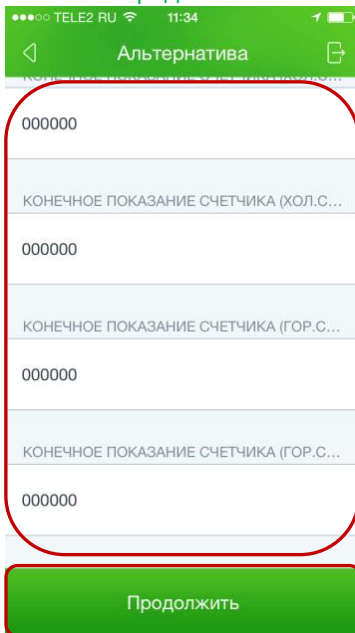 TELE2 RU 11:34
Альтернатива
000000
КОНЕЧНОЕ ПОКАЗАНИЕ СЧЕТЧИКА (ХОЛ.С...
000000
КОНЕЧНОЕ ПОКАЗАНИЕ СЧЕТЧИКА (ГОР.С...
000000
КОНЕЧНОЕ ПОКАЗАНИЕ СЧЕТЧИКА (ГОР.С...
000000
Продолжить